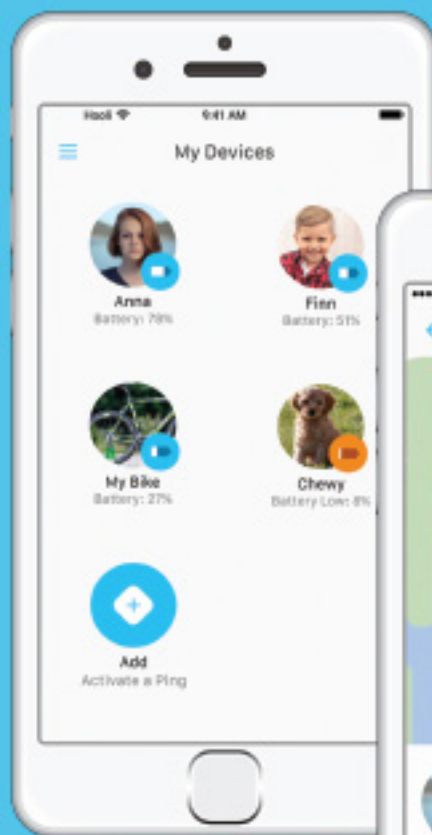 Hooli 9:41 AM
My Devices
Anna Finn
Battery: 78% Battery: 51%
My Bike Chewy
Battery: 27% Battery Low: 8%
Add
Activate a Ping